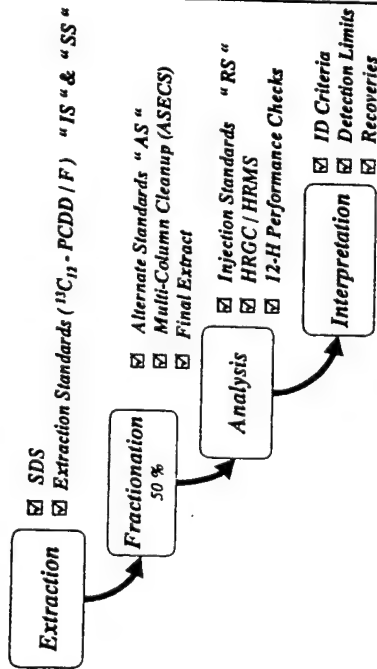 Extraction
☑ SDS
☑ Extraction Standards ( ¹³C₁₂ - PCDD / F ) “ IS “ & “ SS “
Fractionation
50 %
☑ Alternate Standards “ AS “
☑ Multi-Column Cleanup (ASECS)
☑ Final Extract
Analysis
☑ Injection Standards “ RS “
☑ HRGC / HRMS
☑ 12-H Performance Checks
Interpretation
☑ ID Criteria
☑ Detection Limits
☑ Recoveries